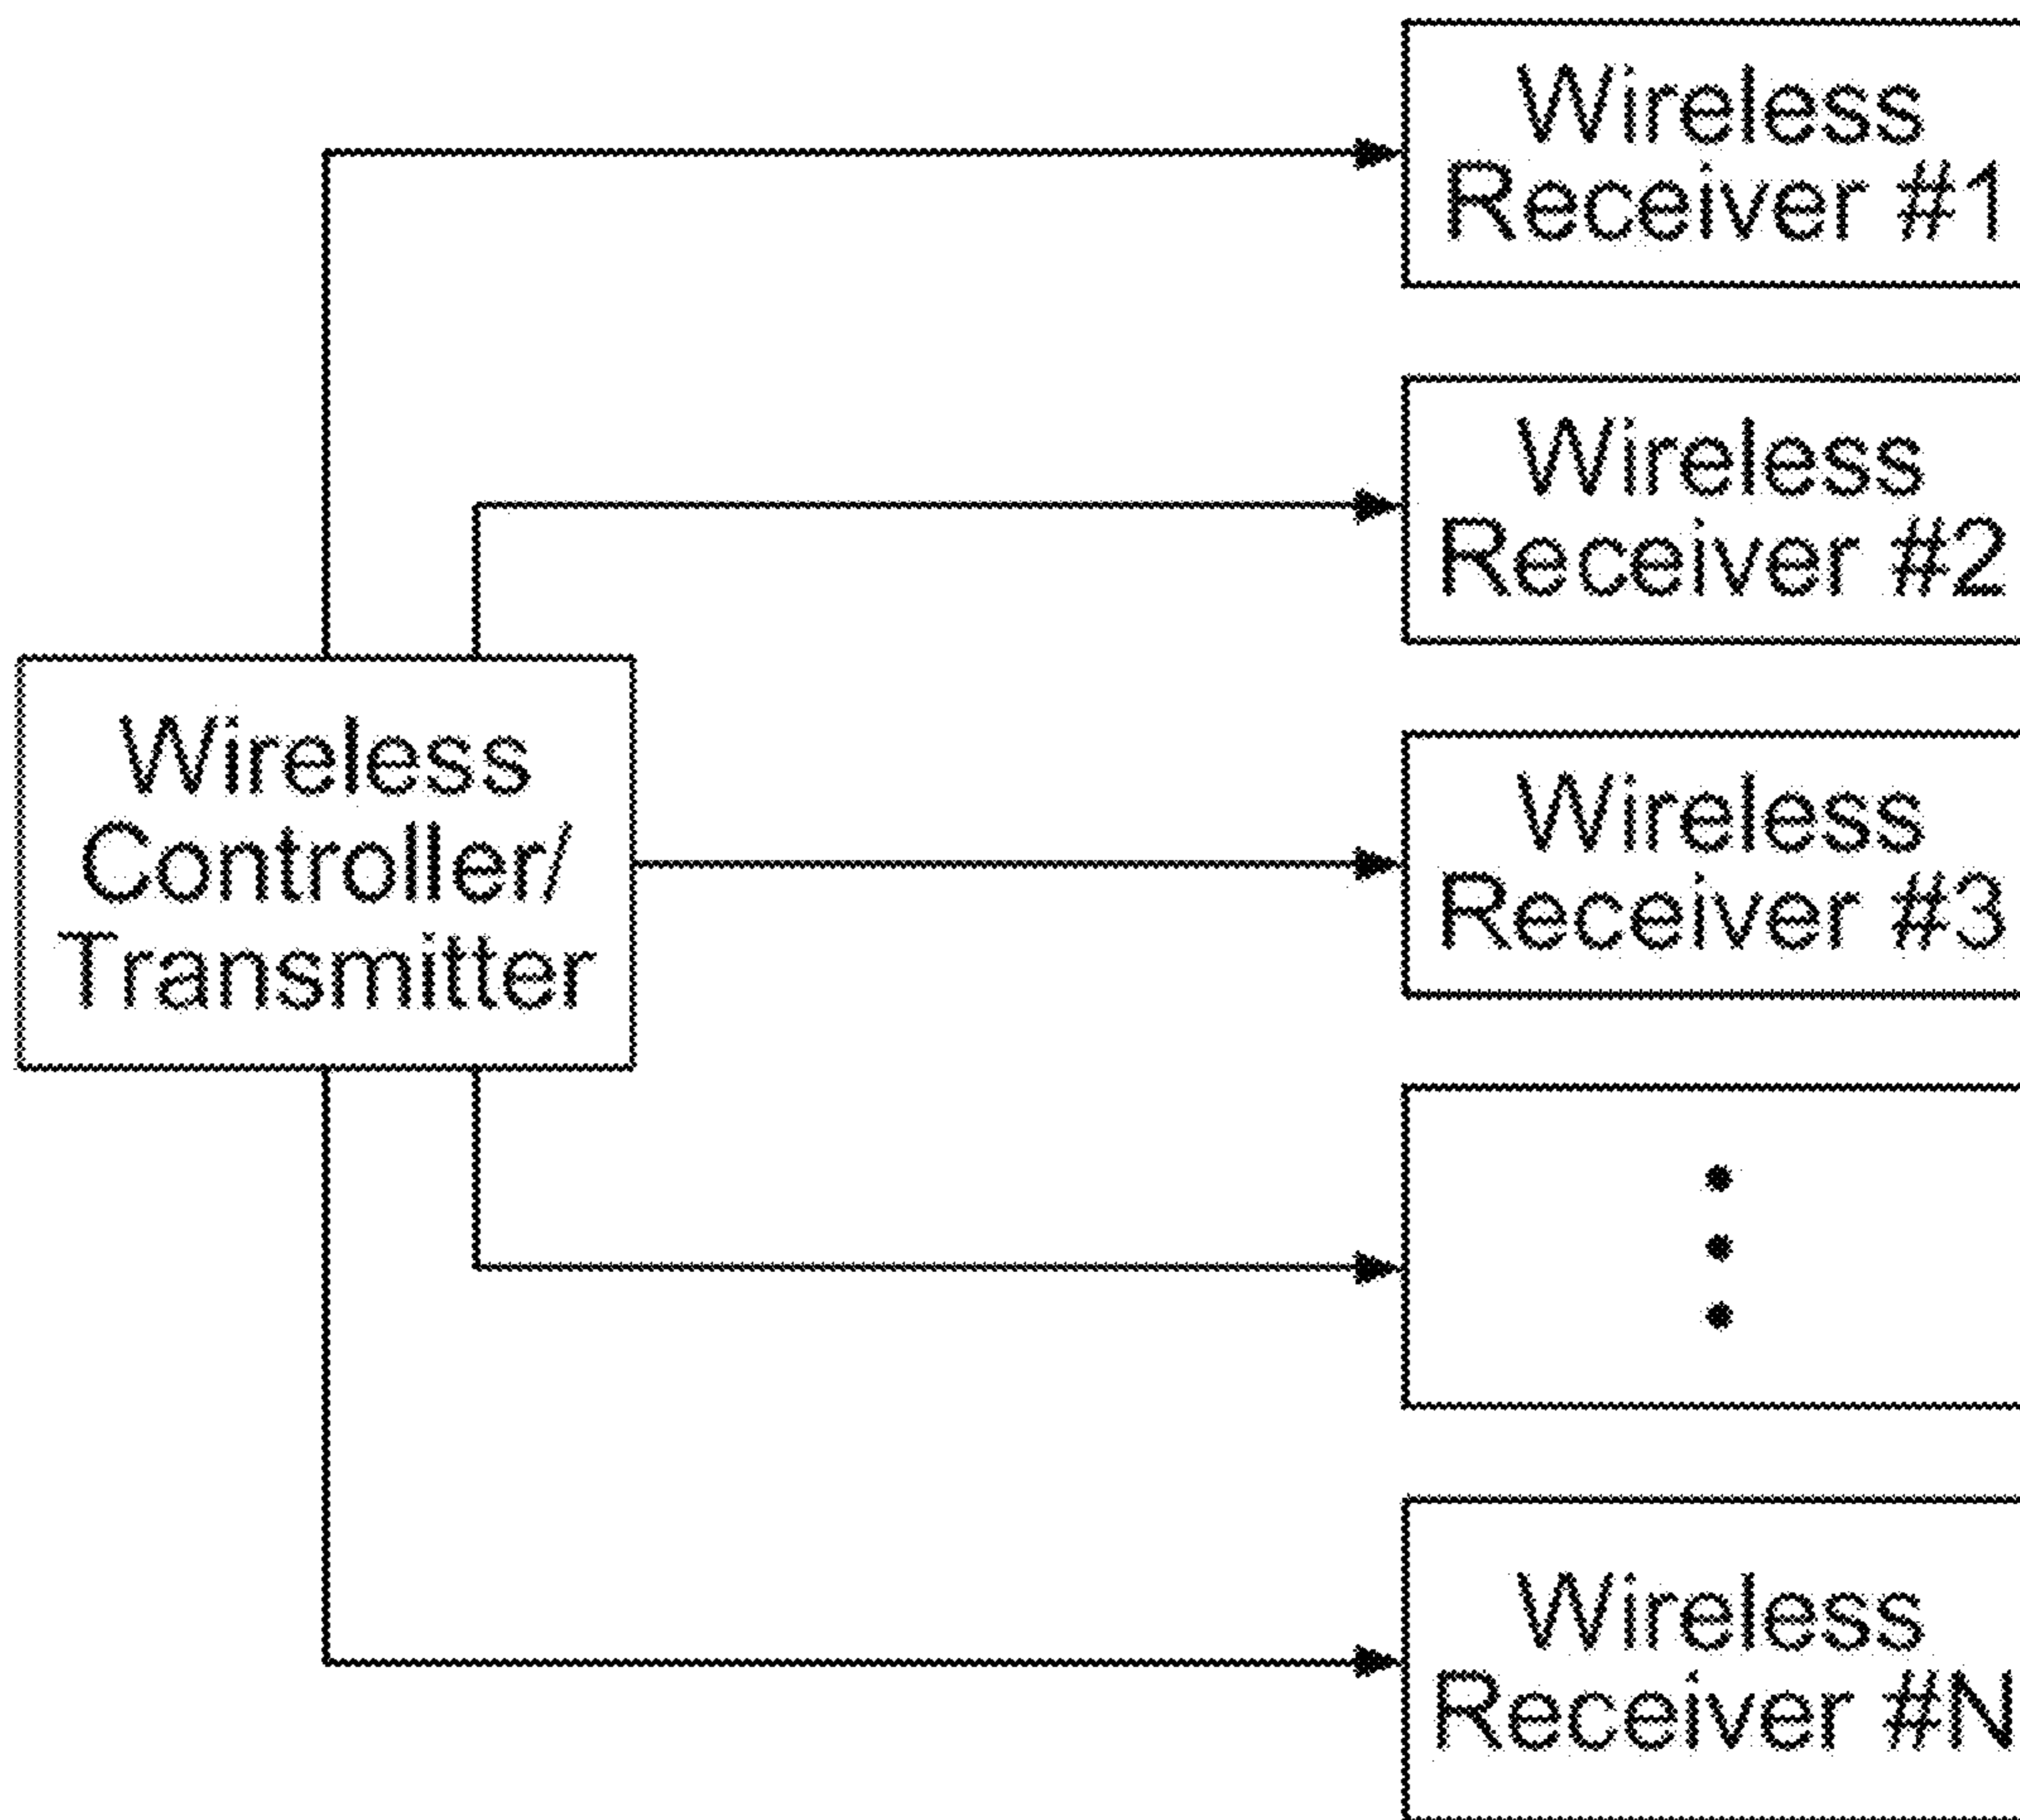 Wireless
Receiver #1
Wireless
Receiver #2
Wireless
Controller/
Transmitter
Wireless
Receiver #3
Wireless
Receiver #N